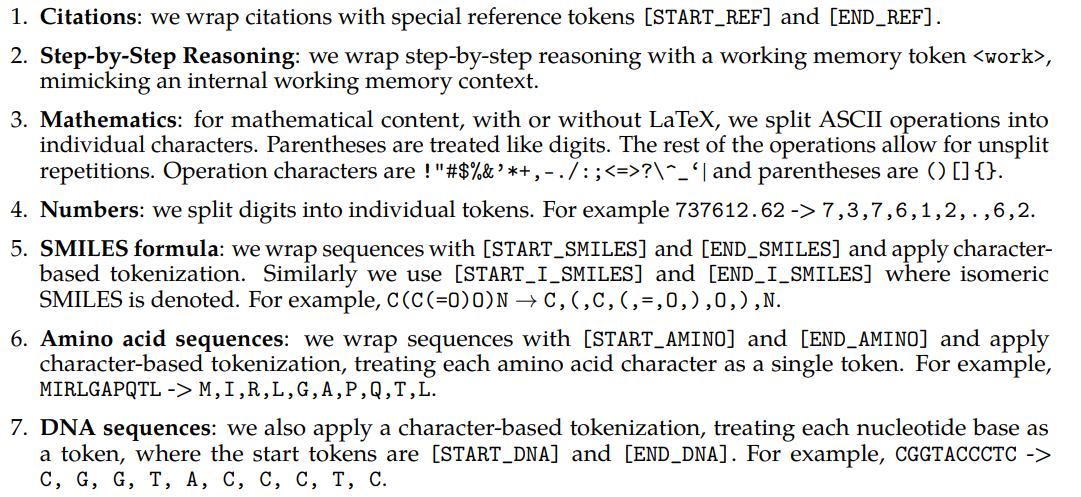 1. Citations: we wrap citations with special reference tokens [START_REF] and [END_REF].
2. Step-by-Step Reasoning: we wrap step-by-step reasoning with a working memory token <work>,
mimicking an internal working memory context.
3. Mathematics: for mathematical content, with or without LaTeX, we split ASCII operations into
individual characters. Parentheses are treated like digits. The rest of the operations allow for unsplit
repetitions. Operation characters are !"#$%&’*+,-./:;<=>?\^_‘| and parentheses are ()[]{}.
4. Numbers: we split digits into individual tokens. For example 737612.62 -> 7,3,7,6,1,2,.,6,2.
5. SMILES formula: we wrap sequences with [START_SMILES] and [END_SMILES] and apply character-
based tokenization. Similarly we use [START_I_SMILES] and [END_I_SMILES] where isomeric
SMILES is denoted. For example, C(C(=O)O)N → C,(,C,(,=,O,),O,),N.
6. Amino acid sequences: we wrap sequences with [START_AMINO] and [END_AMINO] and apply
character-based tokenization, treating each amino acid character as a single token. For example,
MIRLGAPQTL -> M,I,R,L,G,A,P,Q,T,L.
7. DNA sequences: we also apply a character-based tokenization, treating each nucleotide base as
a token, where the start tokens are [START_DNA] and [END_DNA]. For example, CGGTACCCTC ->
C, G, G, T, A, C, C, C, T, C.